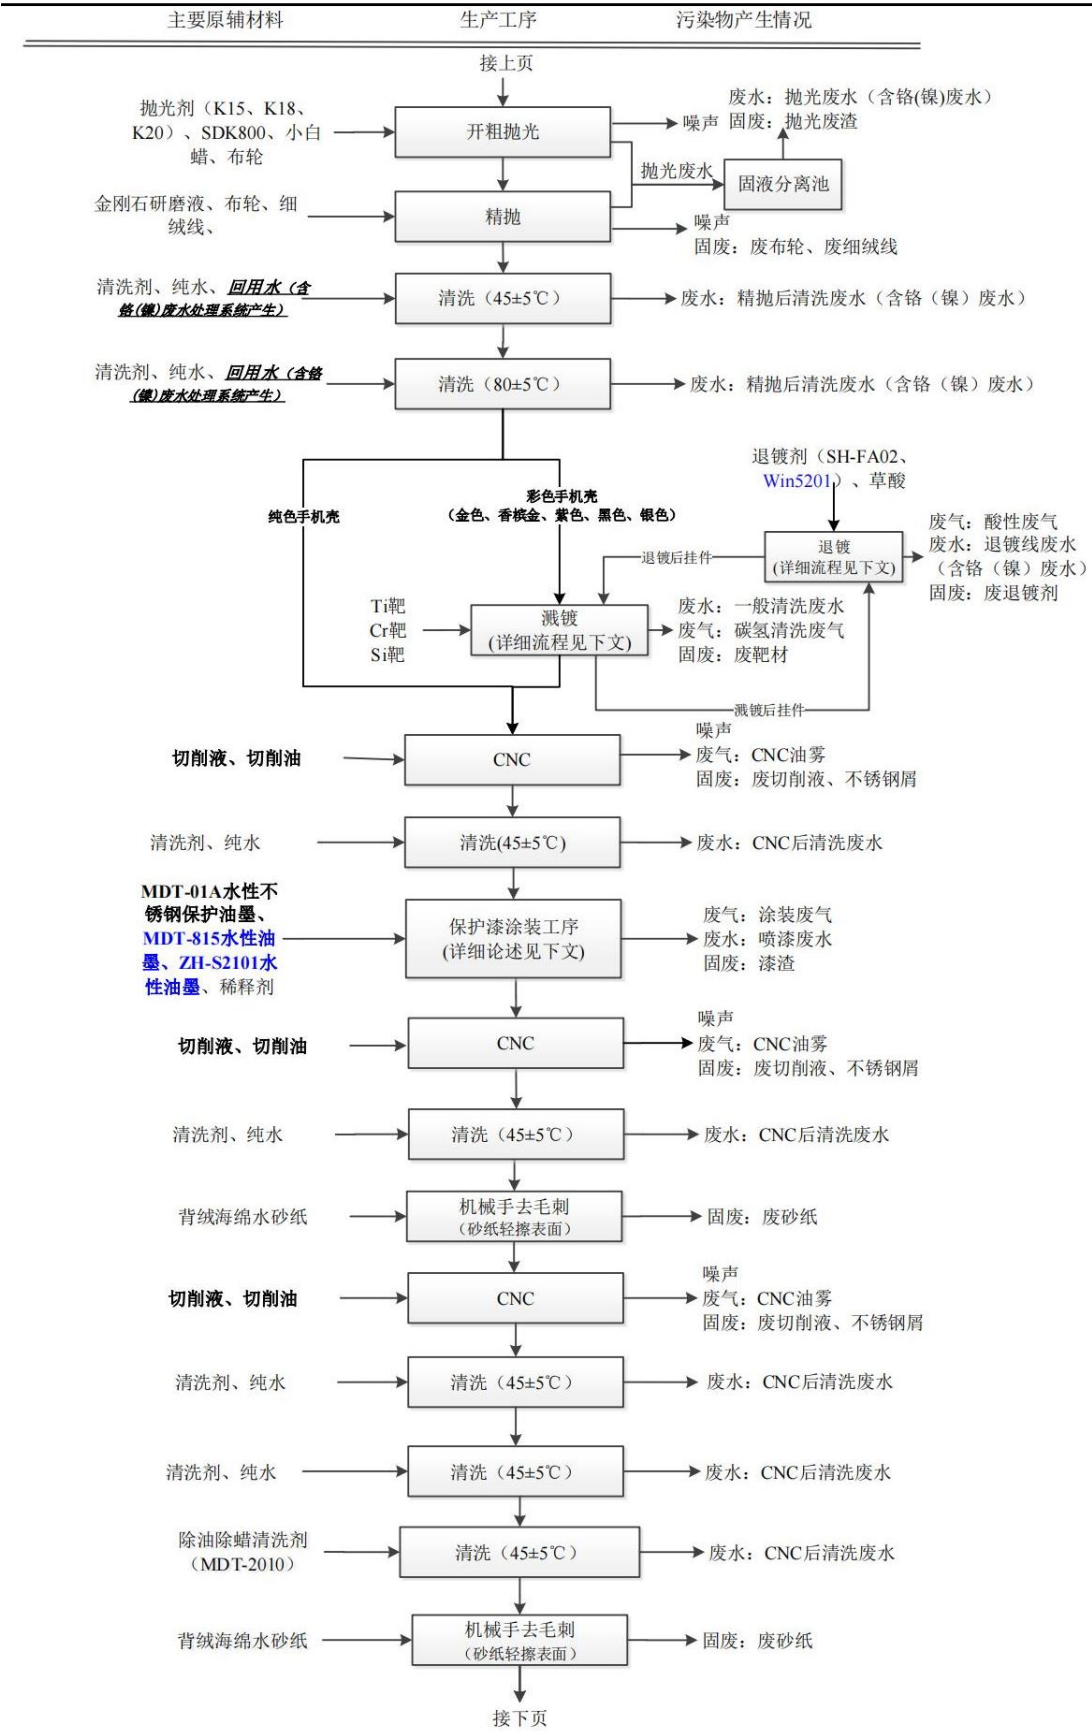 主要原辅材料
生产工序
污染物产生情况
接上页
抛光剂（K15、K18、
K20）、SDK800、小白
蜡、布轮
开粗抛光
噪声
废水：抛光废水（含铬(镍)废水）
固废：抛光废渣
抛光废水
固液分离池
金刚石研磨液、布轮、细
绒线、
精抛
噪声
固废：废布轮、废细绒线
清洗剂、纯水、回用水（含
铬(镍)废水处理系统产生）
清洗（45±5℃）
废水：精抛后清洗废水（含铬（镍）废水）
清洗剂、纯水、回用水（含铬
(镍)废水处理系统产生）
清洗（80±5℃）
废水：精抛后清洗废水（含铬（镍）废水）
纯色手机壳
彩色手机壳
（金色、香槟金、紫色、黑色、银色）
退镀剂（SH-FA02、
Win5201）、草酸
退镀后挂件
退镀
(详细流程见下文)
废气：酸性废气
废水：退镀线废水
（含铬（镍）废水）
固废：废退镀剂
Ti靶
Cr靶
Si靶
溅镀
(详细流程见下文)
废水：一般清洗废水
废气：碳氢清洗废气
固废：废靶材
溅镀后挂件
切削液、切削油
CNC
噪声
废气：CNC油雾
固废：废切削液、不锈钢屑
清洗剂、纯水
清洗(45±5℃)
废水：CNC后清洗废水
MDT-01A水性不
锈钢保护油墨、
MDT-815水性油
墨、ZH-S2101水
性油墨、稀释剂
保护漆涂装工序
(详细论述见下文)
废气：涂装废气
废水：喷漆废水
固废：漆渣
切削液、切削油
CNC
噪声
废气：CNC油雾
固废：废切削液、不锈钢屑
清洗剂、纯水
清洗（45±5℃）
废水：CNC后清洗废水
背绒海绵水砂纸
机械手去毛刺
（砂纸轻擦表面）
固废：废砂纸
切削液、切削油
CNC
噪声
废气：CNC油雾
固废：废切削液、不锈钢屑
清洗剂、纯水
清洗（45±5℃）
废水：CNC后清洗废水
清洗剂、纯水
清洗（45±5℃）
废水：CNC后清洗废水
除油除蜡清洗剂
（MDT-2010）
清洗（45±5℃）
废水：CNC后清洗废水
背绒海绵水砂纸
机械手去毛刺
（砂纸轻擦表面）
固废：废砂纸
接下页